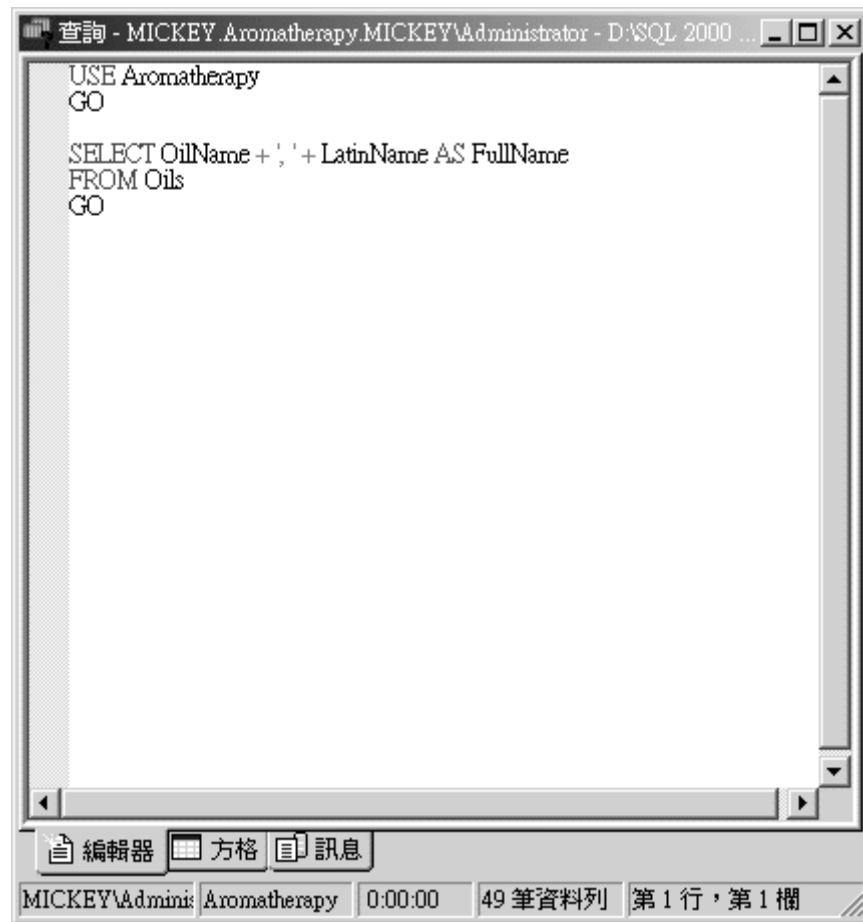 查詢 - MICKEY.Aromatherapy.MICKEY\Administrator - D:\SQL 2000 ...
USE Aromatherapy
GO
SELECT OilName + ', ' + LatinName AS FullName
FROM Oils
GO
編輯器 方格 訊息
MICKEY\Adminis Aromatherapy 0:00:00 49 筆資料列 第 1 行，第 1 欄